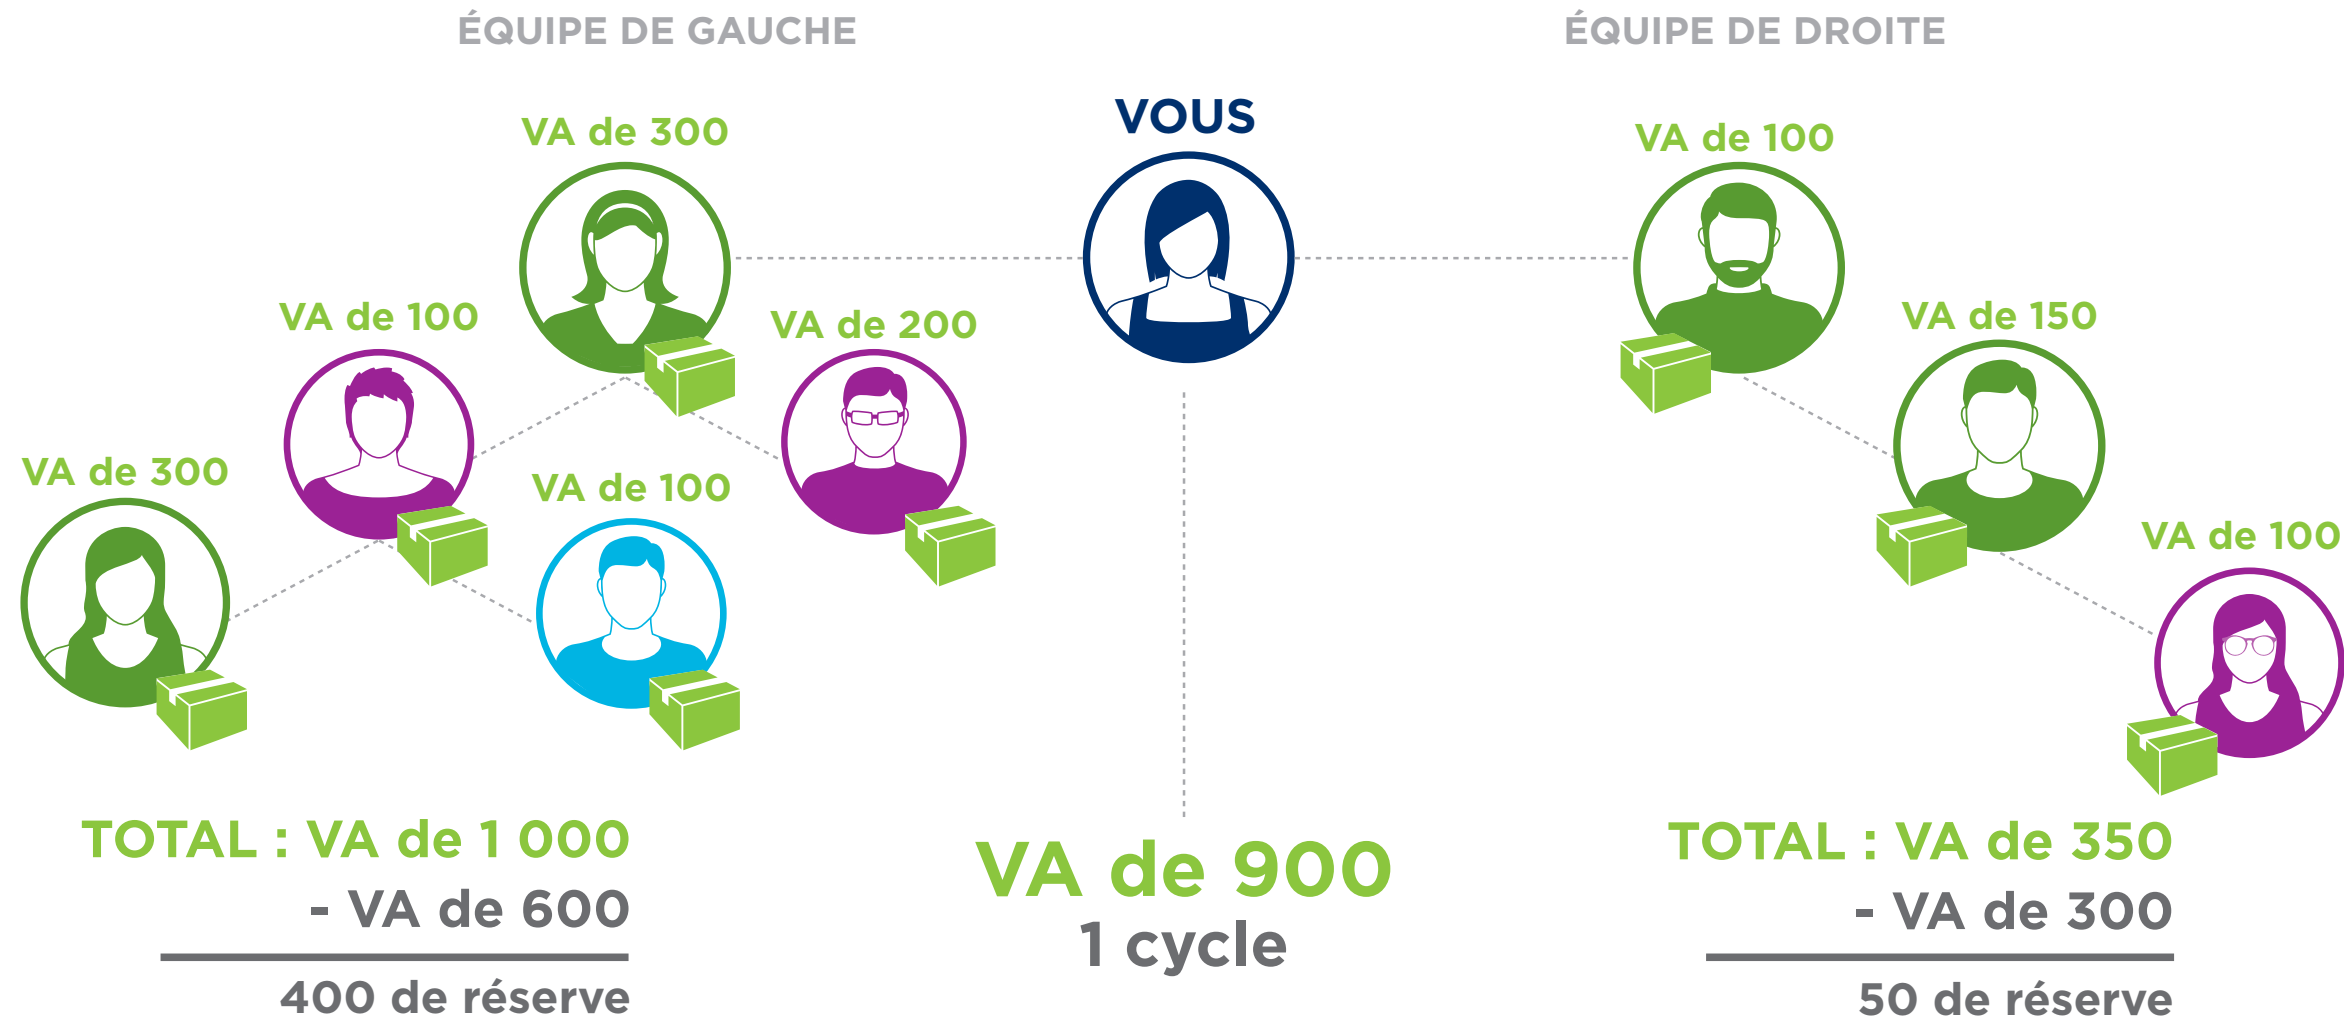 ÉQUIPE DE GAUCHE
ÉQUIPE DE DROITE
VOUS
VA de 300
VA de 100
VA de 100
VA de 200
VA de 150
VA de 300
VA de 100
VA de 100
TOTAL : VA de 1 000
- VA de 600
400 de réserve
VA de 900
1 cycle
TOTAL : VA de 350
- VA de 300
50 de réserve